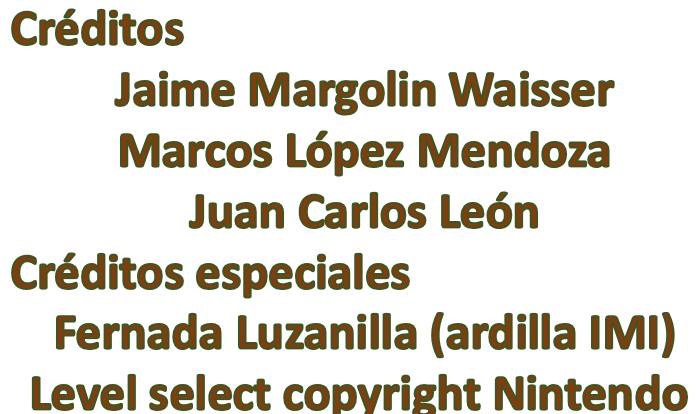 Créditos
Jaime Margolin Waisser
Marcos López Mendoza
Juan Carlos León
Créditos especiales
Fernada Luzanilla (ardilla IMI)
Level select copyright Nintendo